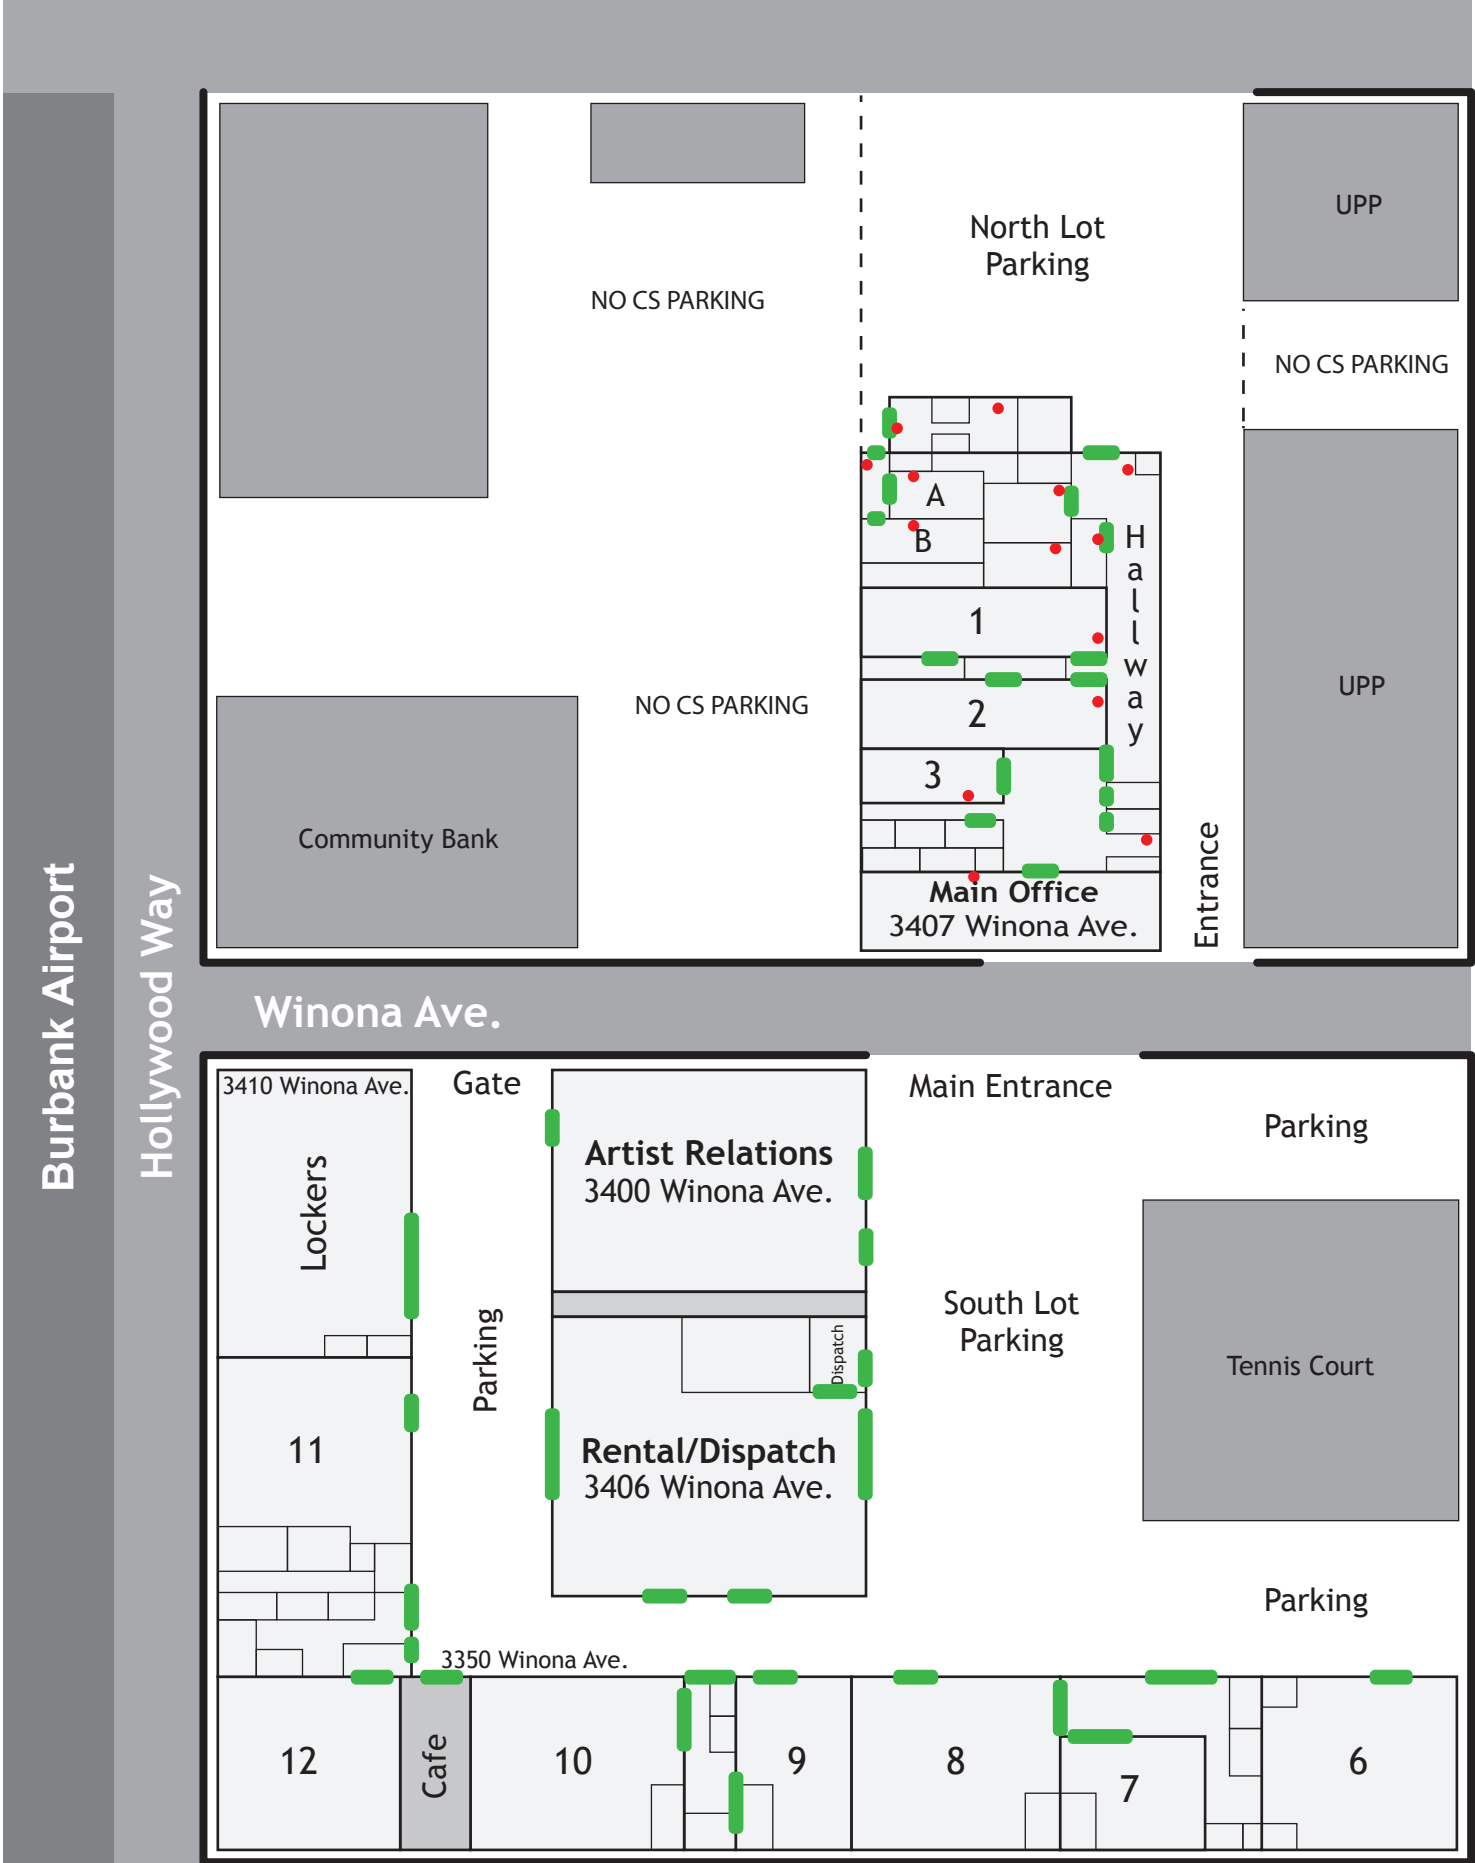 UPP
North Lot
Parking
NO CS PARKING
NO CS PARKING
A
B
Hallway
1
2
3
NO CS PARKING
UPP
Community Bank
Main Office
3407 Winona Ave.
Entrance
Burbank Airport
Hollywood Way
Winona Ave.
3410 Winona Ave.
Gate
Main Entrance
Parking
Artist Relations
3400 Winona Ave.
Lockers
Parking
South Lot
Parking
Dispatch
Tennis Court
11
Rental/Dispatch
3406 Winona Ave.
Parking
3350 Winona Ave.
12
Cafe
10
9
8
7
6